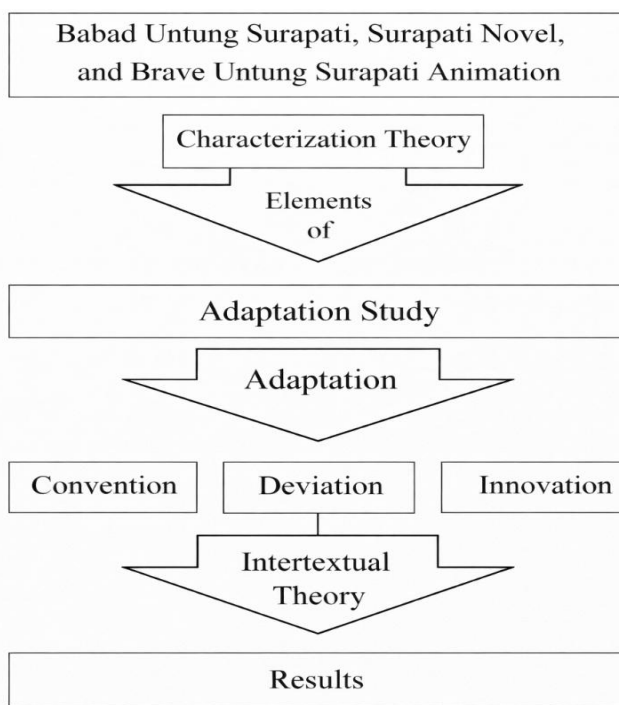 Babad Untung Surapati, Surapati Novel,
and Brave Untung Surapati Animation
Characterization Theory
Elements
of
Adaptation Study
Adaptation
Convention
Deviation
Innovation
Intertextual
Theory
Results